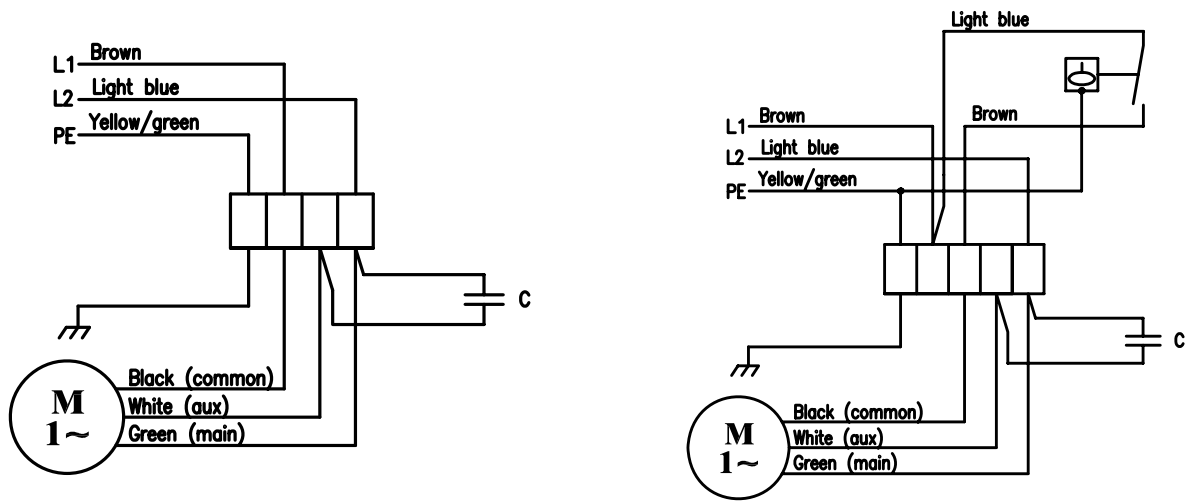 L1 Brown
L2 Light blue
PE Yellow/green
C
Black (common)
White (aux)
Green (main)
M
1~
Light blue
L1 Brown
Brown
L2 Light blue
PE Yellow/green
C
Black (common)
White (aux)
Green (main)
M
1~